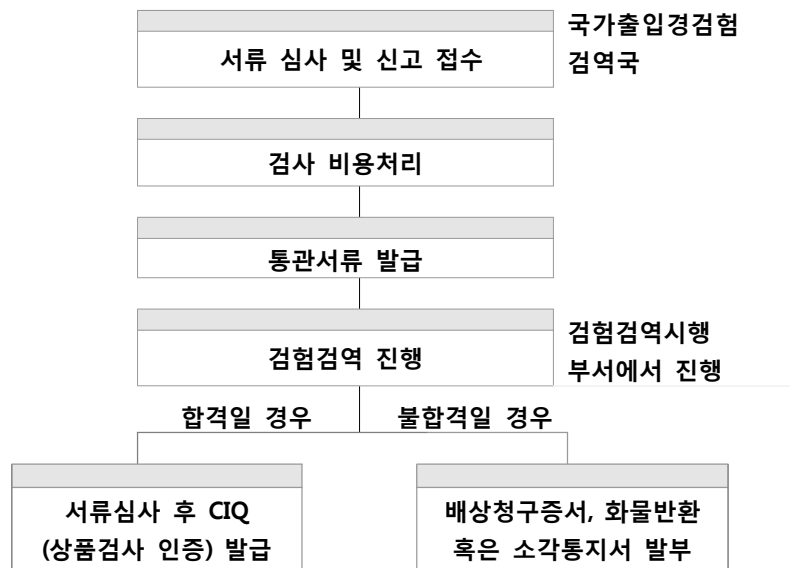 국가출입경검험
검역국
서류 심사 및 신고 접수
검사 비용처리
통관서류 발급
검험검역 진행
검험검역시행
부서에서 진행
합격일 경우
불합격일 경우
서류심사 후 CIQ
(상품검사 인증) 발급
배상청구증서, 화물반환
혹은 소각통지서 발부